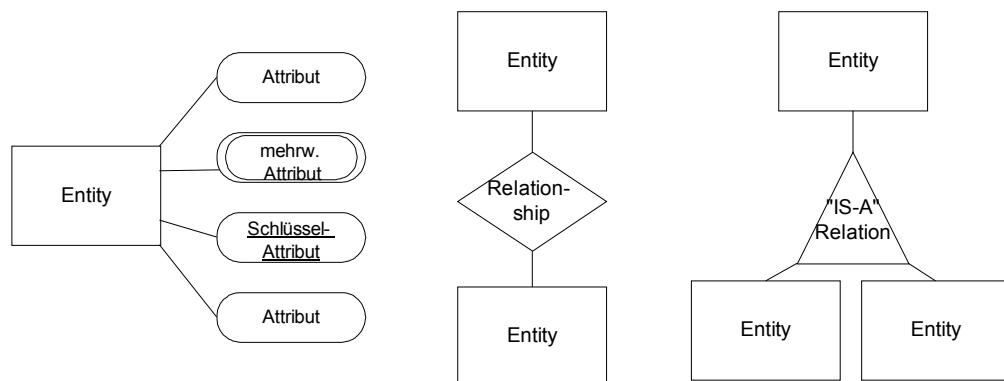 Entity
Attribut
mehrw.
Attribut
Schlüssel-
Attribut
Attribut
Entity
Relation-
ship
Entity
Entity
"IS-A"
Relation
Entity
Entity